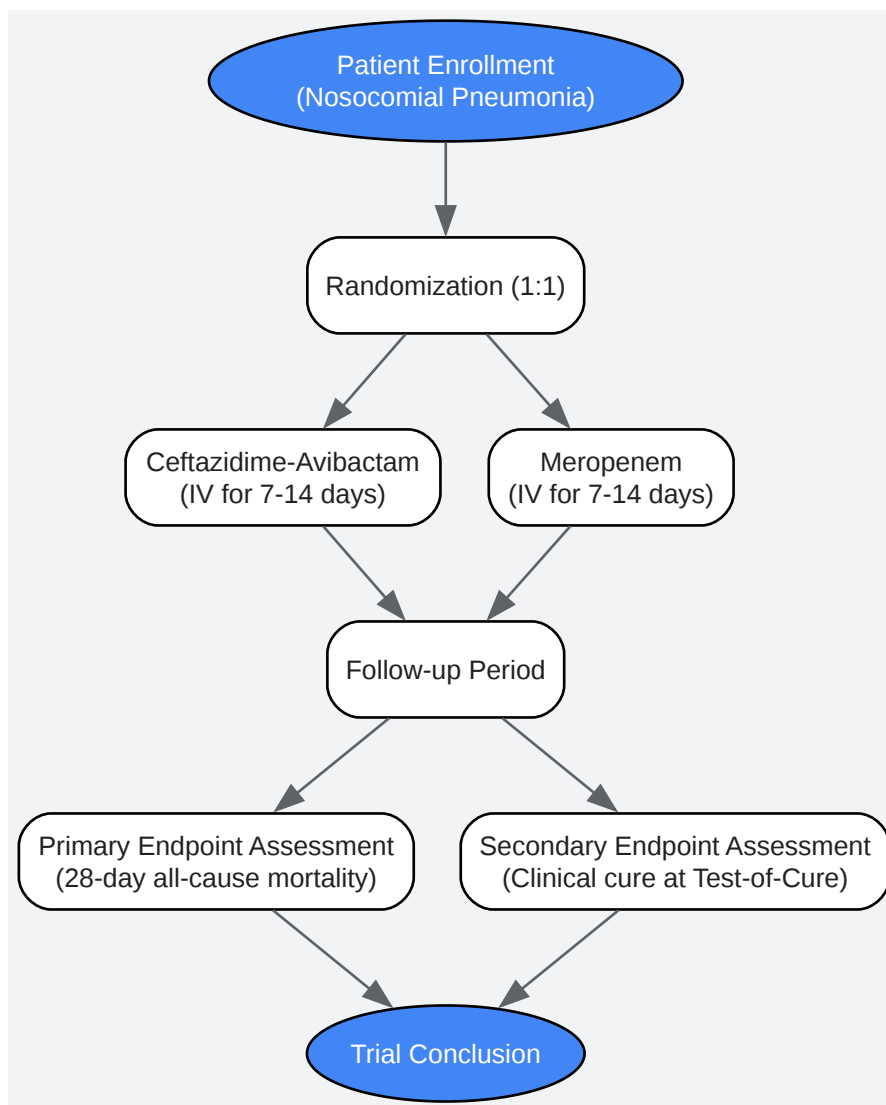 Patient Enrollment
(Nosocomial Pneumonia)
Randomization (1:1)
Ceftazidime-Avibactam
(IV for 7-14 days)
Meropenem
(IV for 7-14 days)
Follow-up Period
Primary Endpoint Assessment
(28-day all-cause mortality)
Secondary Endpoint Assessment
(Clinical cure at Test-of-Cure)
Trial Conclusion